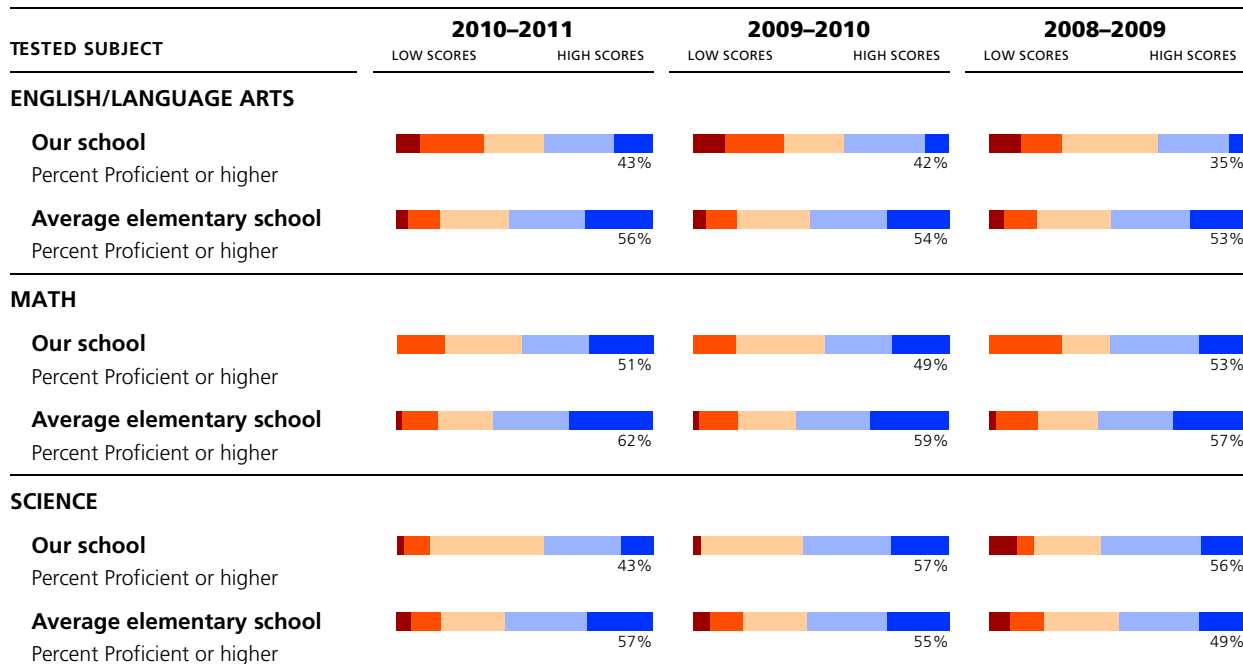 2010–2011 2009–2010 2008–2009
TESTED SUBJECT LOW SCORES HIGH SCORES LOW SCORES HIGH SCORES LOW SCORES HIGH SCORES
ENGLISH/LANGUAGE ARTS
Our school
43% 42% 35%
Percent Proficient or higher
Average elementary school
56% 54% 53%
Percent Proficient or higher
MATH
Our school
51% 49% 53%
Percent Proficient or higher
Average elementary school
62% 59% 57%
Percent Proficient or higher
SCIENCE
Our school
43% 57% 56%
Percent Proficient or higher
Average elementary school
57% 55% 49%
Percent Proficient or higher